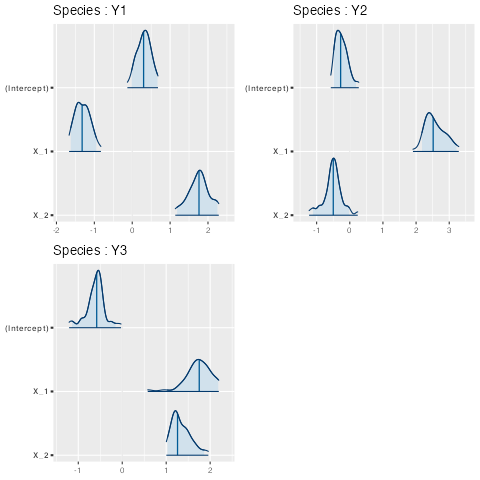 Species : Y1
(Intercept)
X_1
X_2
-2 -1 0 1 2
Species : Y2
(Intercept)
X_1
X_2
-1 0 1 2 3
Species : Y3
(Intercept)
X_1
X_2
-1 0 1 2